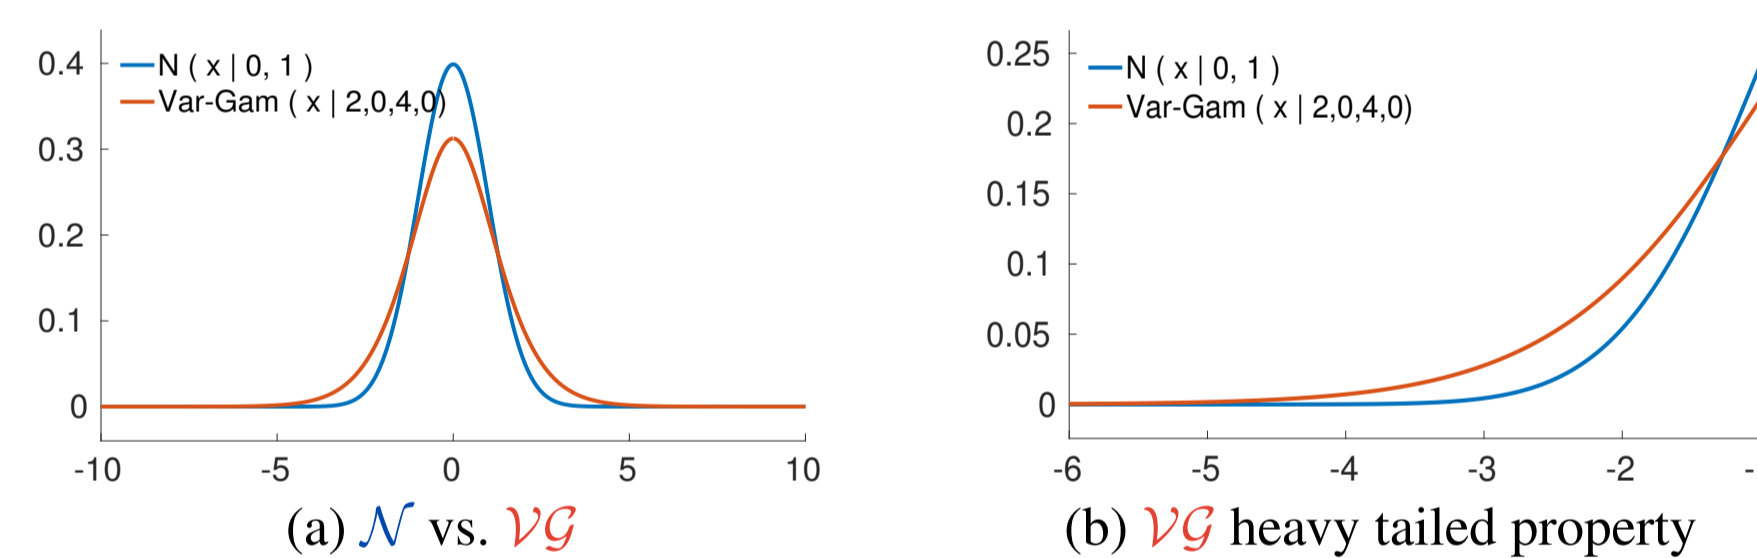 0.4
0.3
0.2
0.1
0
-10 -5 0 5 10
N ( x | 0, 1 )
Var-Gam ( x | 2,0,4,0)
(a) 𝒩 vs. 𝒱𝒢
0.25
0.2
0.15
0.1
0.05
0
-6 -5 -4 -3 -2 -
N ( x | 0, 1 )
Var-Gam ( x | 2,0,4,0)
(b) 𝒱𝒢 heavy tailed property